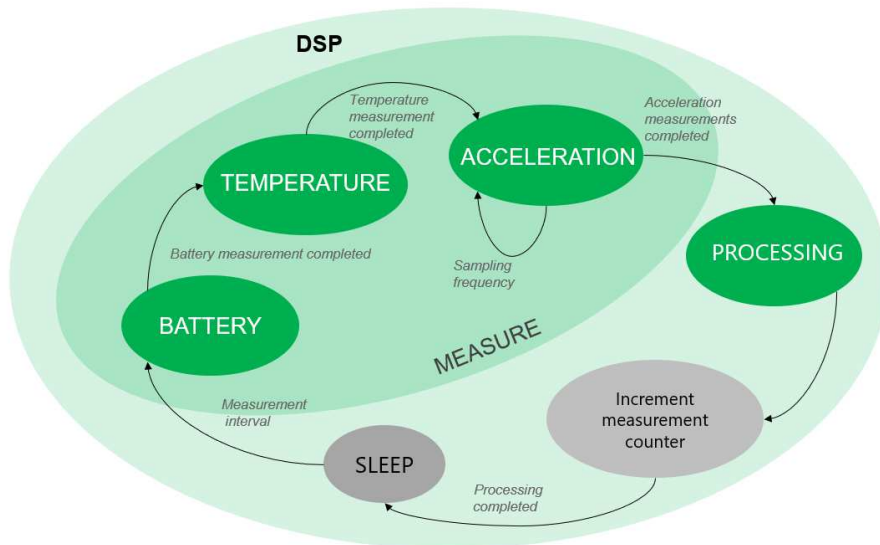 DSP
Temperature
measurement
completed
Acceleration
measurements
completed
ACCELERATION
TEMPERATURE
PROCESSING
Battery measurement completed
Sampling
frequency
BATTERY
MEASURE
Increment
measurement
counter
Measurement
interval
SLEEP
Processing
completed